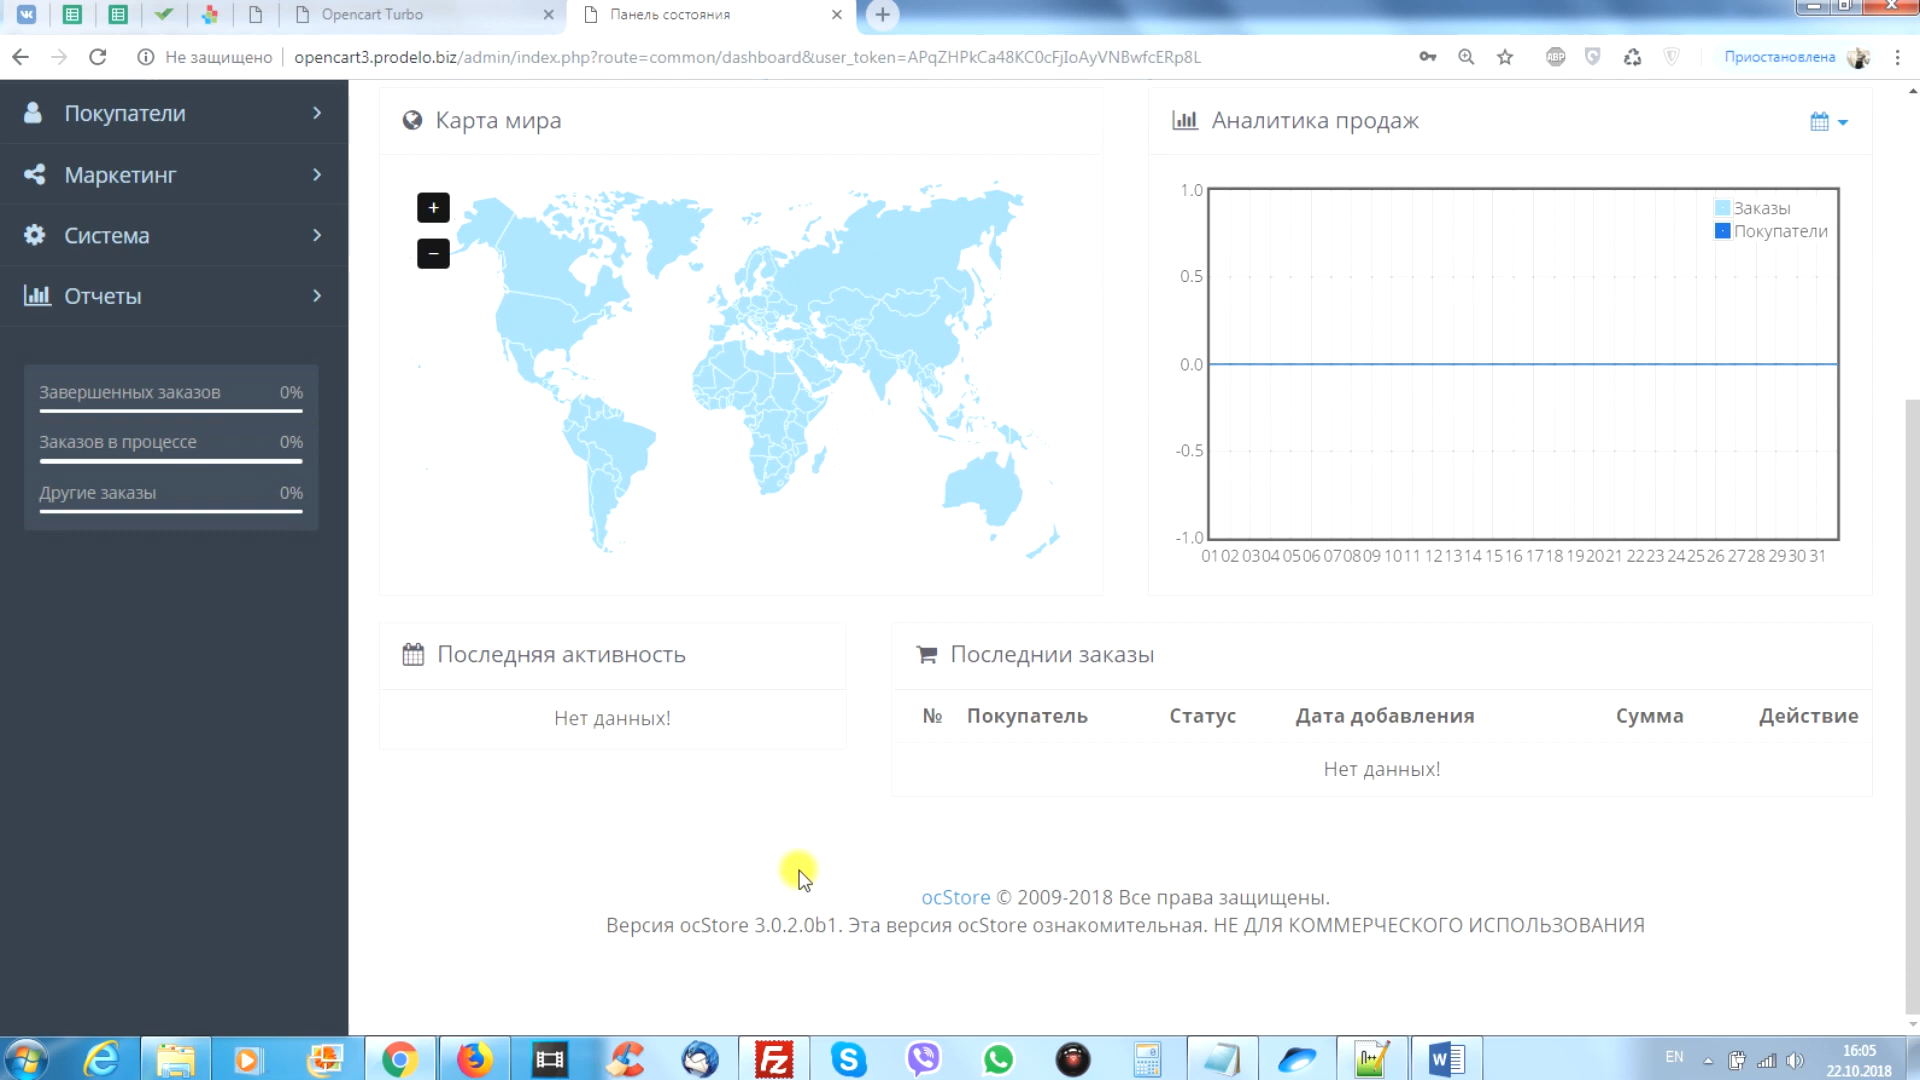 Opencart Turbo
Панель состояния
Не защищено
opencart3.prodelo.biz/admin/index.php?route=common/dashboard&user_token=APqZHPkCa48KC0cFjIoAyVNBwfcERp8L
ABP
Приостановлена
Покупатели
Маркетинг
Система
Отчеты
Завершенных заказов 0%
Заказов в процессе 0%
Другие заказы 0%
Карта мира
+
−
Аналитика продаж
1.0
0.5
0.0
-0.5
-1.0
Заказы
Покупатели
01 02 03 04 05 06 07 08 09 10 11 12 13 14 15 16 17 18 19 20 21 22 23 24 25 26 27 28 29 30 31
Последняя активность
Нет данных!
Последнии заказы
№ Покупатель Статус Дата добавления Сумма Действие
Нет данных!
ocStore © 2009-2018 Все права защищены.
Версия ocStore 3.0.2.0b1. Эта версия ocStore ознакомительная. НЕ ДЛЯ КОММЕРЧЕСКОГО ИСПОЛЬЗОВАНИЯ
EN
16:05
22.10.2018